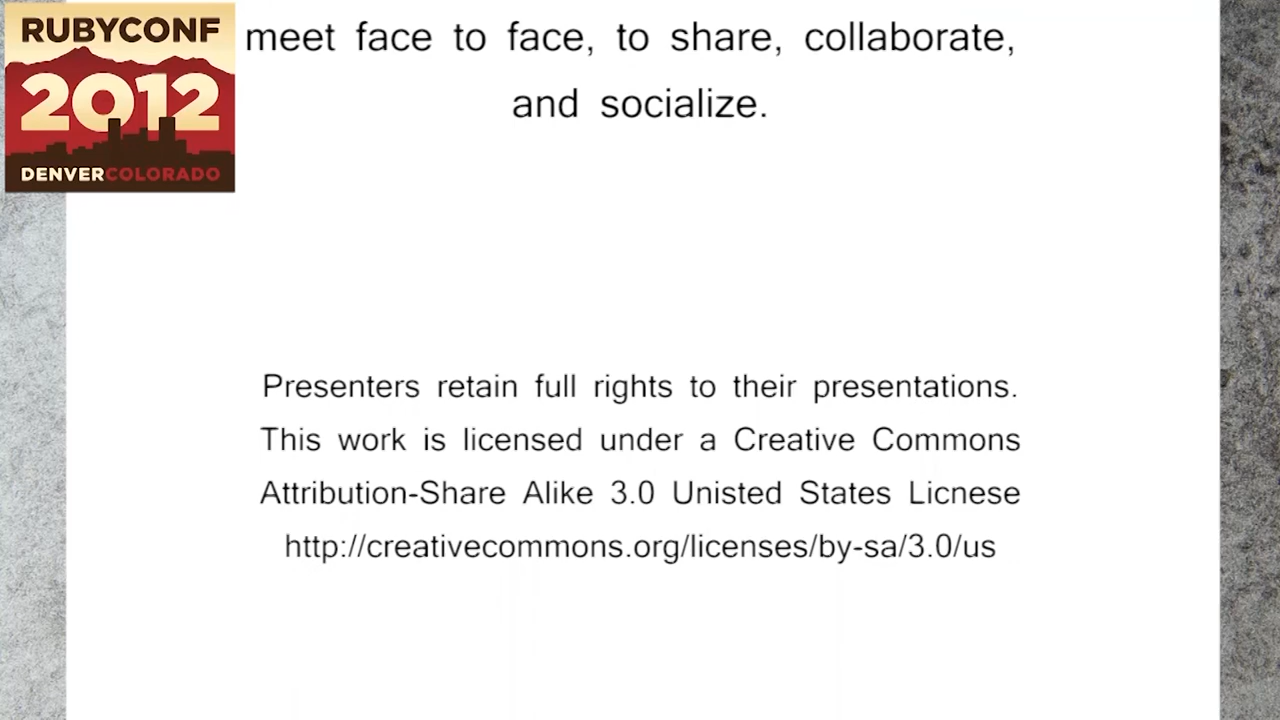 RUBYCONF
2012
DENVERCOLORADO
meet face to face, to share, collaborate,
and socialize.
Presenters retain full rights to their presentations.
This work is licensed under a Creative Commons
Attribution-Share Alike 3.0 Unisted States Licnese
http://creativecommons.org/licenses/by-sa/3.0/us